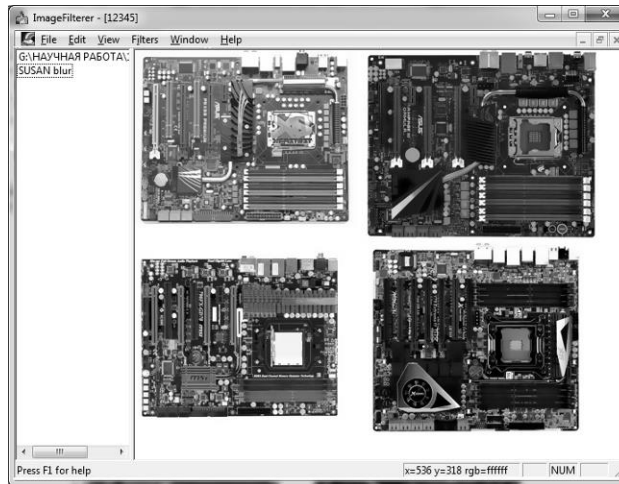 ImageFilterer - [12345]
File Edit View Filters Window Help
G:\НАУЧНАЯ РАБОТА\
SUSAN blur
Press F1 for help
x=536 y=318 rgb=ffffff
NUM